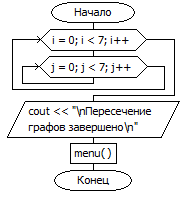 Начало
i = 0; i < 7; i++
j = 0; j < 7; j++
cout << "\nПересечение
графов завершено\n"
menu()
Конец